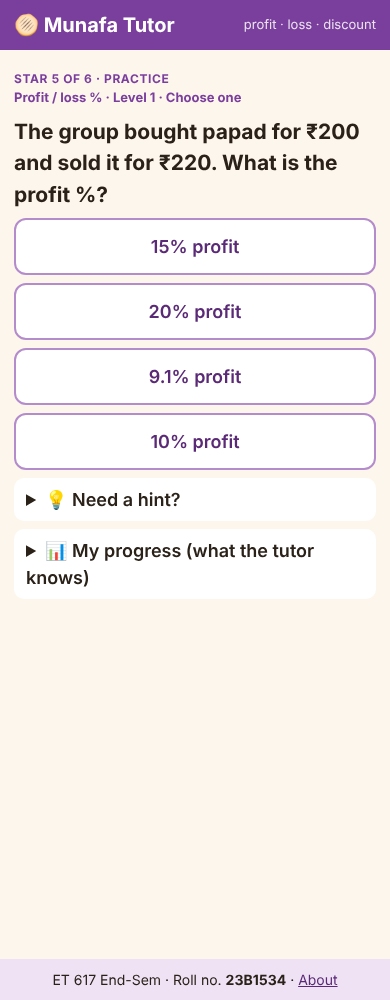 Munafa Tutor
profit · loss · discount
STAR 5 OF 6 · PRACTICE
Profit / loss % · Level 1 · Choose one
The group bought papad for ₹200
and sold it for ₹220. What is the
profit %?
15% profit
20% profit
9.1% profit
10% profit
▶ 💡 Need a hint?
▶ 📊 My progress (what the tutor
knows)
ET 617 End-Sem · Roll no. 23B1534 · About